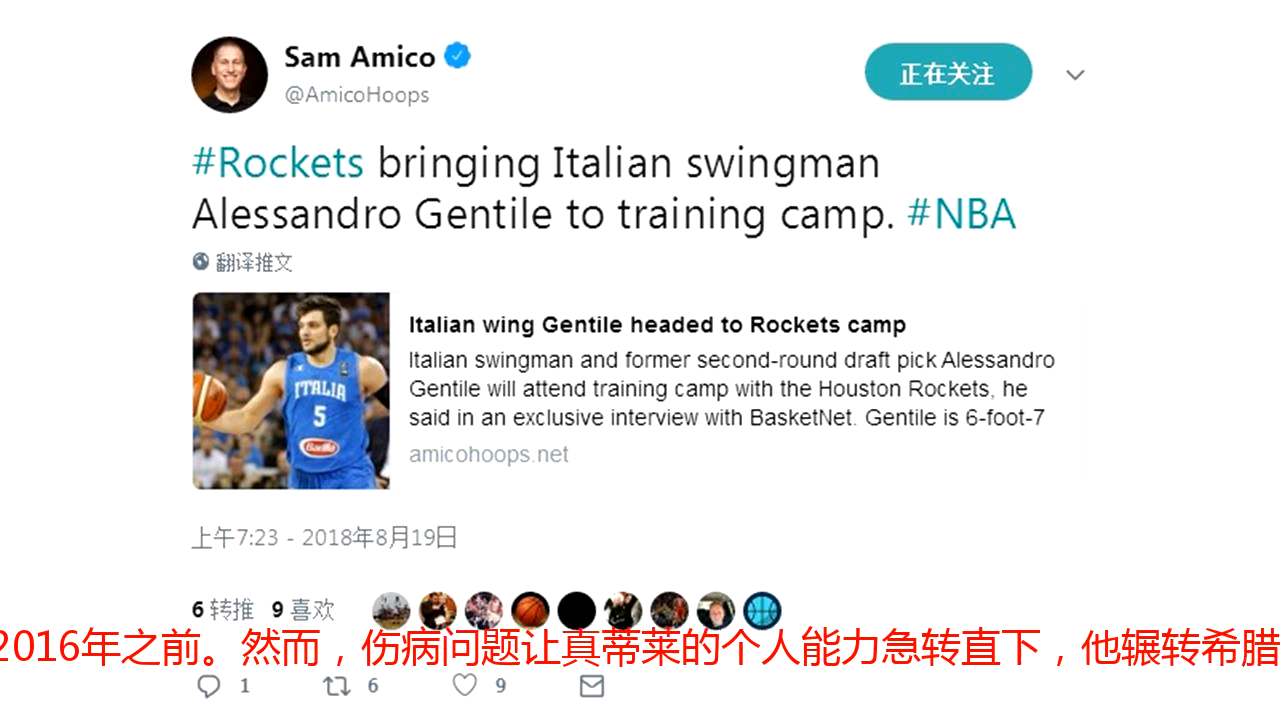 Sam Amico
@AmicoHoops
正在关注
#Rockets bringing Italian swingman
Alessandro Gentile to training camp. #NBA
翻译推文
ITALIA
5
Barilla
Italian wing Gentile headed to Rockets camp
Italian swingman and former second-round draft pick Alessandro
Gentile will attend training camp with the Houston Rockets, he
said in an exclusive interview with BasketNet. Gentile is 6-foot-7
amicohoops.net
上午7:23 - 2018年8月19日
6 转推 9 喜欢
2016年之前。然而，伤病问题让真蒂莱的个人能力急转直下，他辗转希腊
1 6 9